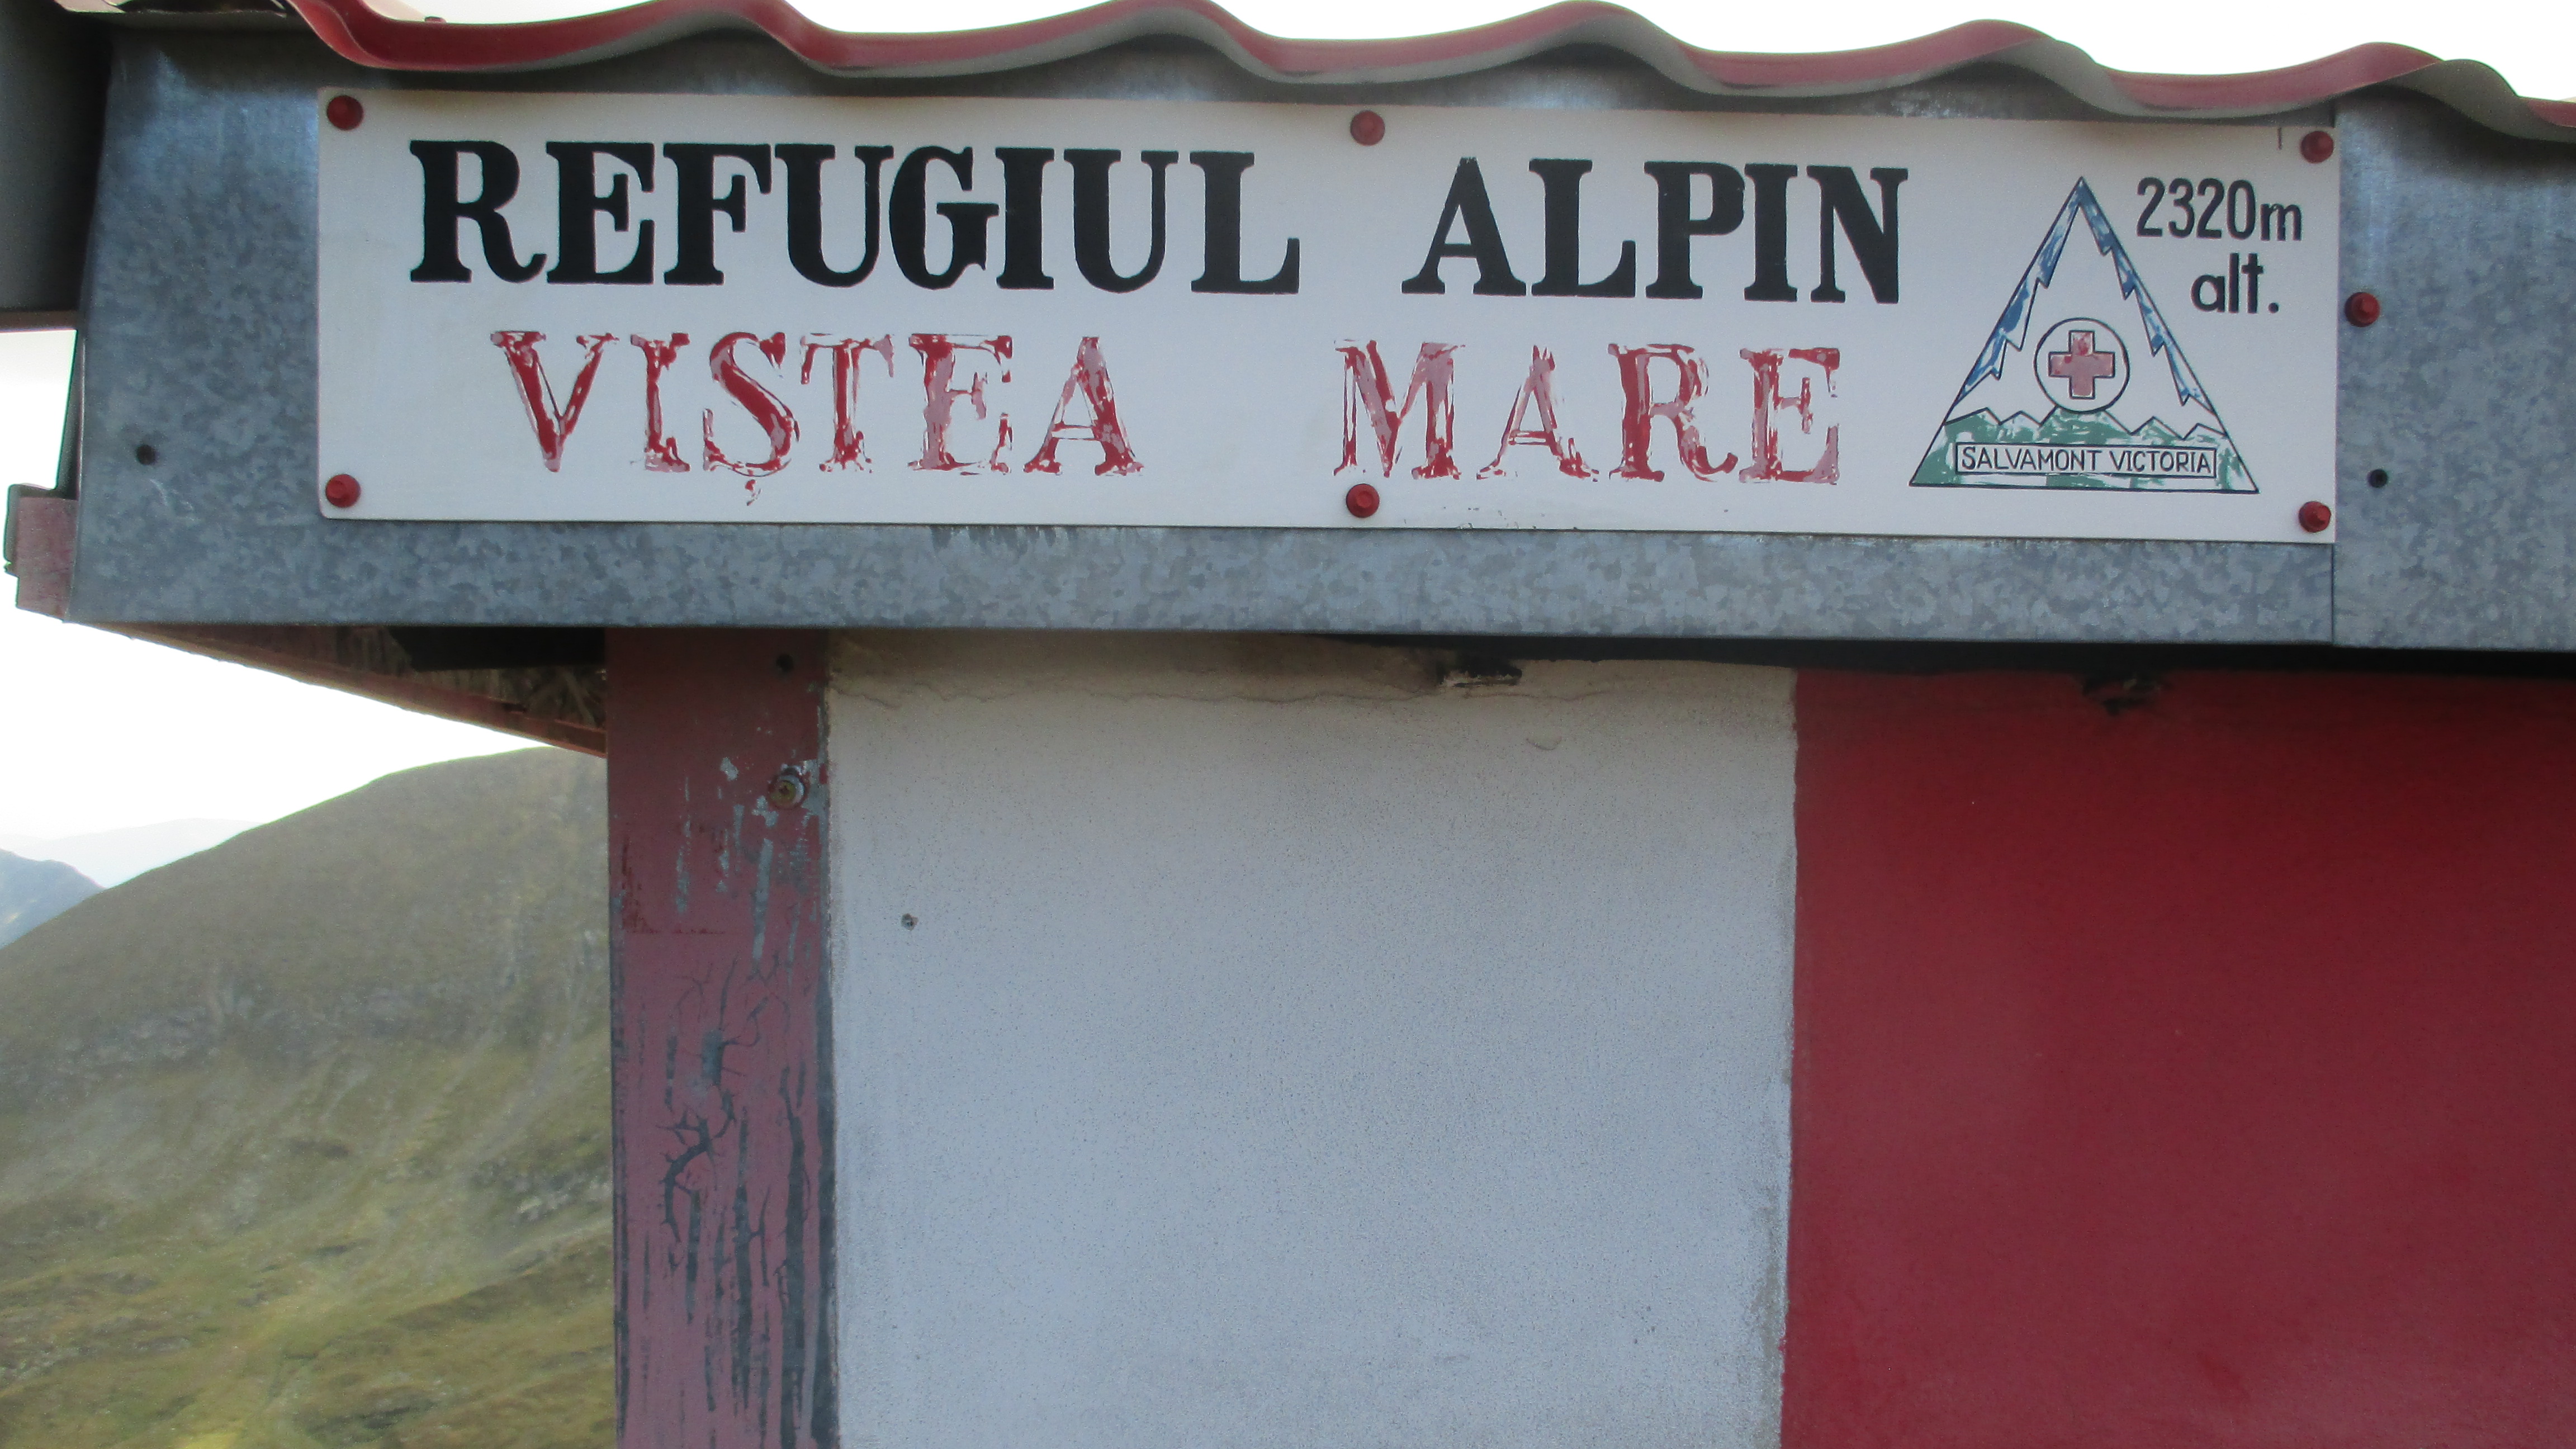 REFUGIUL ALPIN
VIȘTEA MARE
2320m
alt.
SALVAMONT VICTORIA